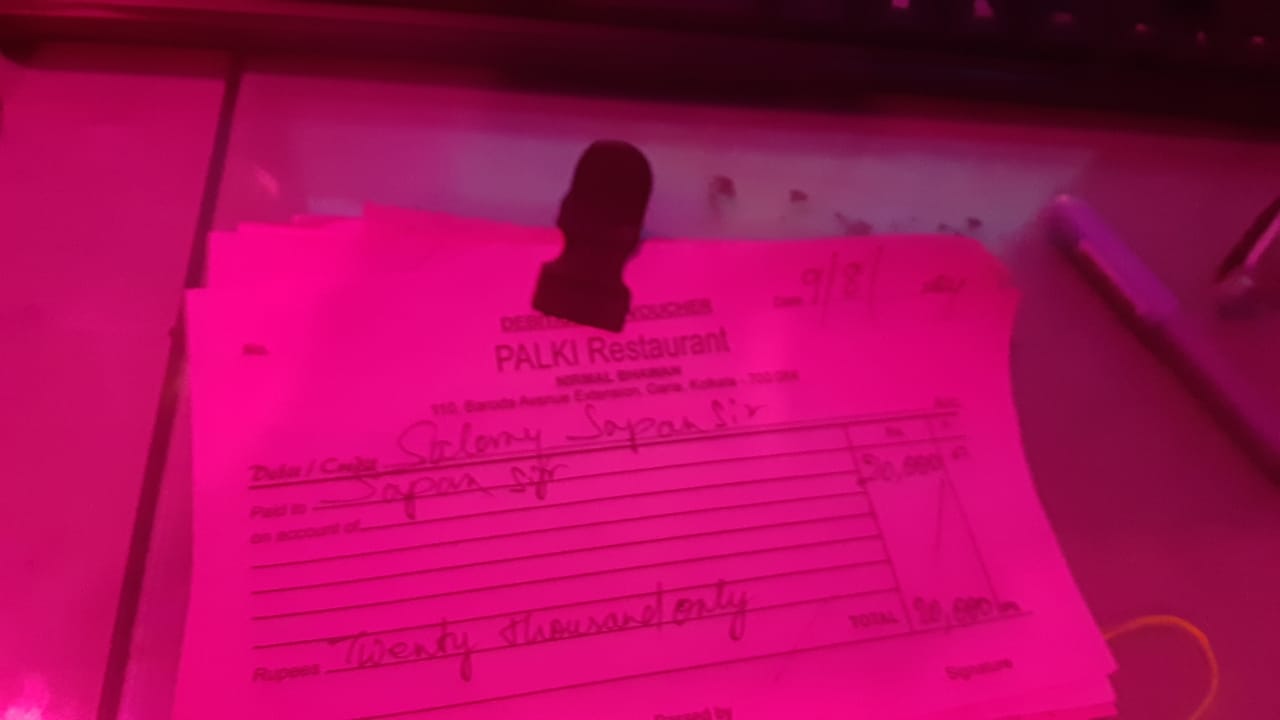 DEBIT VOUCHER
Date 9/8/
No.
PALKI Restaurant
NIRMAL BHAWAN
110, Baroda Avenue Extension, Garia, Kolkata - 700 084
Debit / Credit Salary Sapan Sir
Rs. P.
Paid to Sapan Sir 20,000
on account of
TOTAL 20,000
Rupees Twenty thousand only
Signature
Passed by